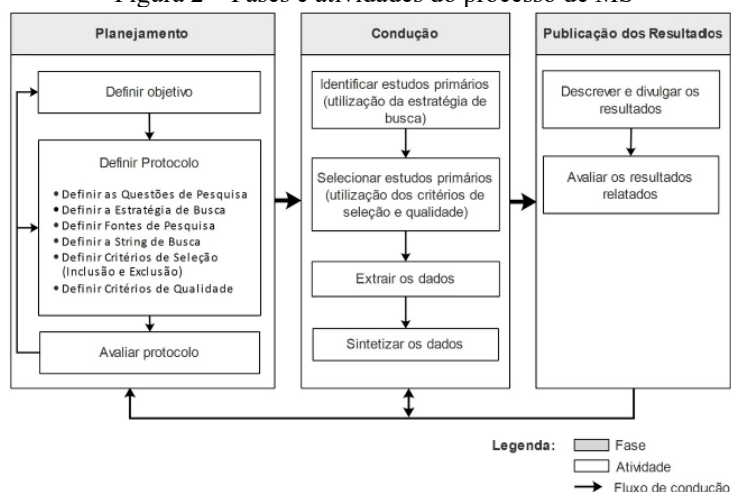 Figura 2 – Fases e atividades do processo de MS
Planejamento
Definir objetivo
Definir Protocolo
• Definir as Questões de Pesquisa
• Definir a Estratégia de Busca
• Definir Fontes de Pesquisa
• Definir a String de Busca
• Definir Critérios de Seleção
(Inclusão e Exclusão)
• Definir Critérios de Qualidade
Avaliar protocolo
Condução
Identificar estudos primários
(utilização da estratégia de
busca)
Selecionar estudos primários
(utilização dos critérios de
seleção e qualidade)
Extrair os dados
Sintetizar os dados
Publicação dos Resultados
Descrever e divulgar os
resultados
Avaliar os resultados
relatados
Legenda:
Fase
Atividade
Fluxo de condução